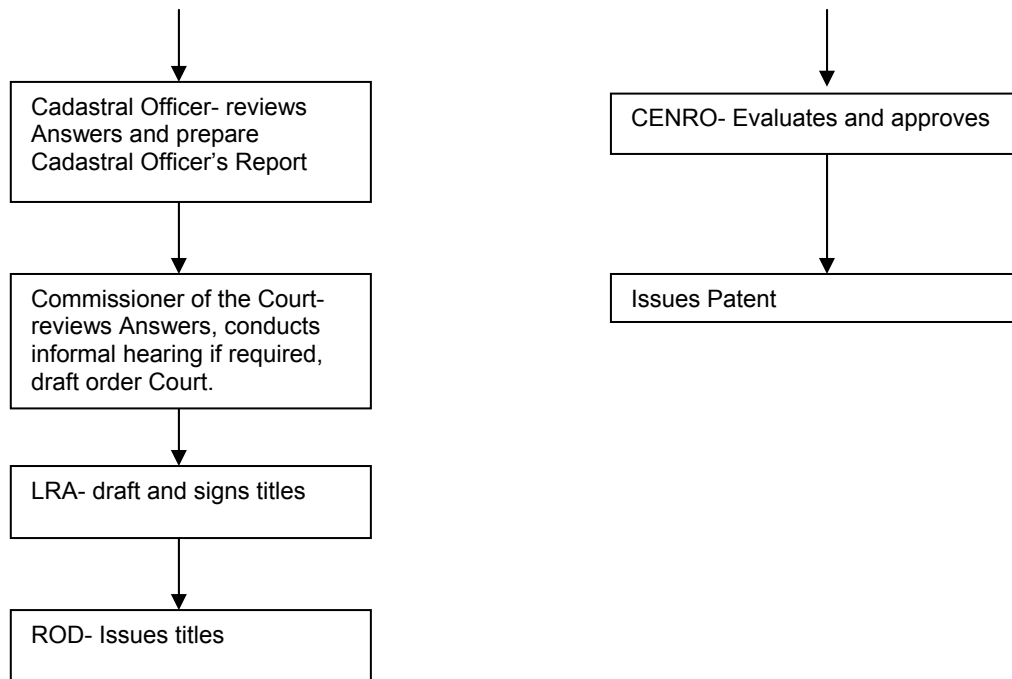 Cadastral Officer- reviews
Answers and prepare
Cadastral Officer’s Report
Commissioner of the Court-
reviews Answers, conducts
informal hearing if required,
draft order Court.
LRA- draft and signs titles
ROD- Issues titles
CENRO- Evaluates and approves
Issues Patent